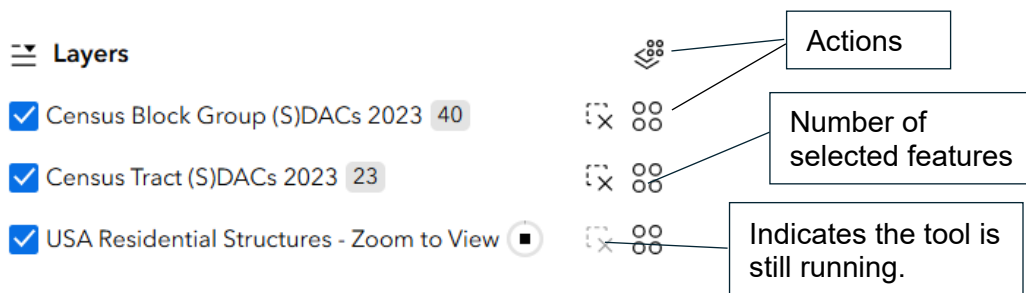 Layers
Actions
Census Block Group (S)DACs 2023 40
Number of
selected features
Census Tract (S)DACs 2023 23
USA Residential Structures - Zoom to View
Indicates the tool is
still running.